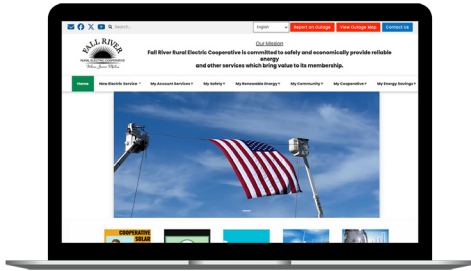 Search...
English
Report an Outage
View Outage Map
Contact us
FALL RIVER
RURAL ELECTRIC COOPERATIVE
Our Mission
Fall River Rural Electric Cooperative is committed to safely and economically provide reliable
energy
and other services which bring value to its membership.
Home
New Electric Service
My Account Services
My Safety
My Renewable Energy
My Community
My Cooperative
My Energy Savings
COOPERATIVE
SOLAR